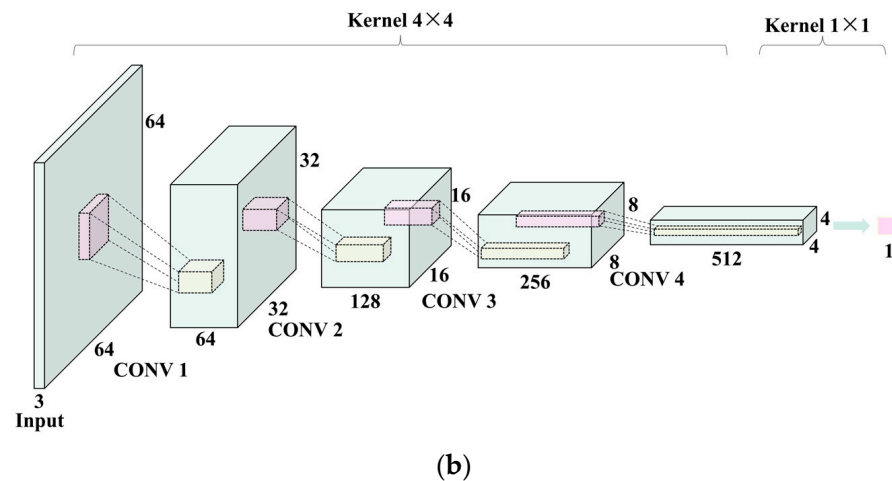 Kernel 4×4
Kernel 1×1
64
32
16
8
4
4
1
512
8
256
CONV 4
16
128
CONV 3
32
64
CONV 2
64
CONV 1
3
Input
(b)